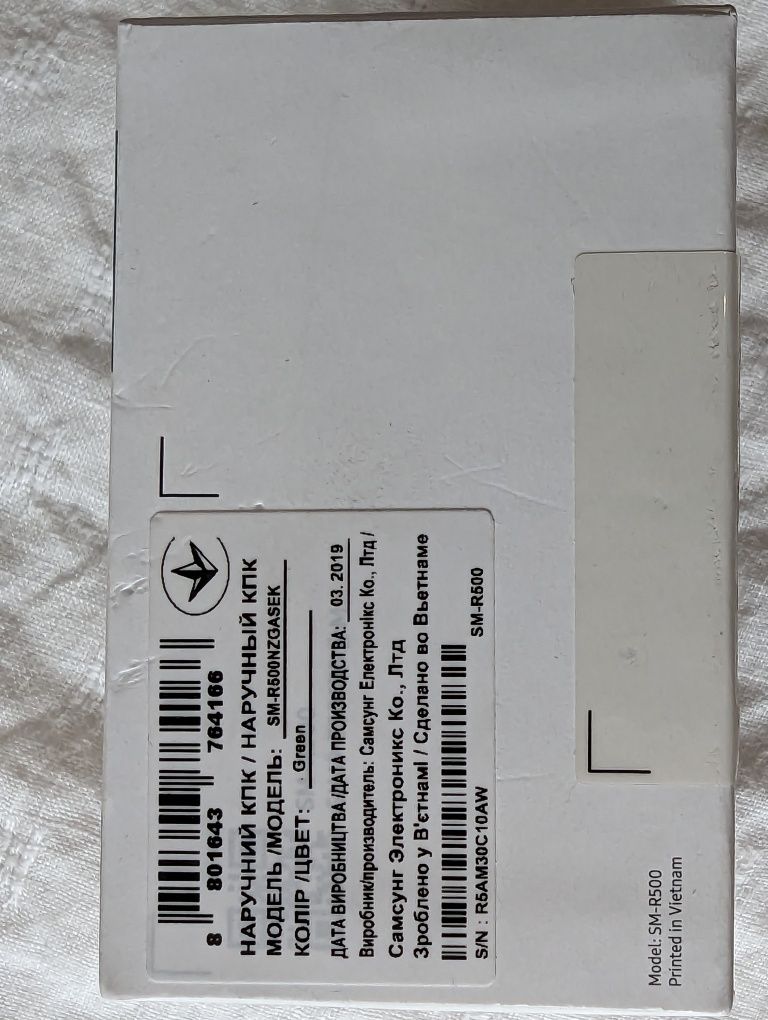 8 801643 764166
НАРУЧНИЙ КПК / НАРУЧНЫЙ КПК
МОДЕЛЬ /МОДЕЛЬ: SM-R500NZGASEK
КОЛІР /ЦВЕТ: Green
ДАТА ВИРОБНИЦТВА /ДАТА ПРОИЗВОДСТВА: 03. 2019
Виробник/производитель: Самсунг Електронікс Ко., Лтд /
Самсунг Электроникс Ко., Лтд
Зроблено у В'єтнамі / Сделано во Вьетнаме
S/N : R5AM30C10AW SM-R500
Model: SM-R500
Printed in Vietnam